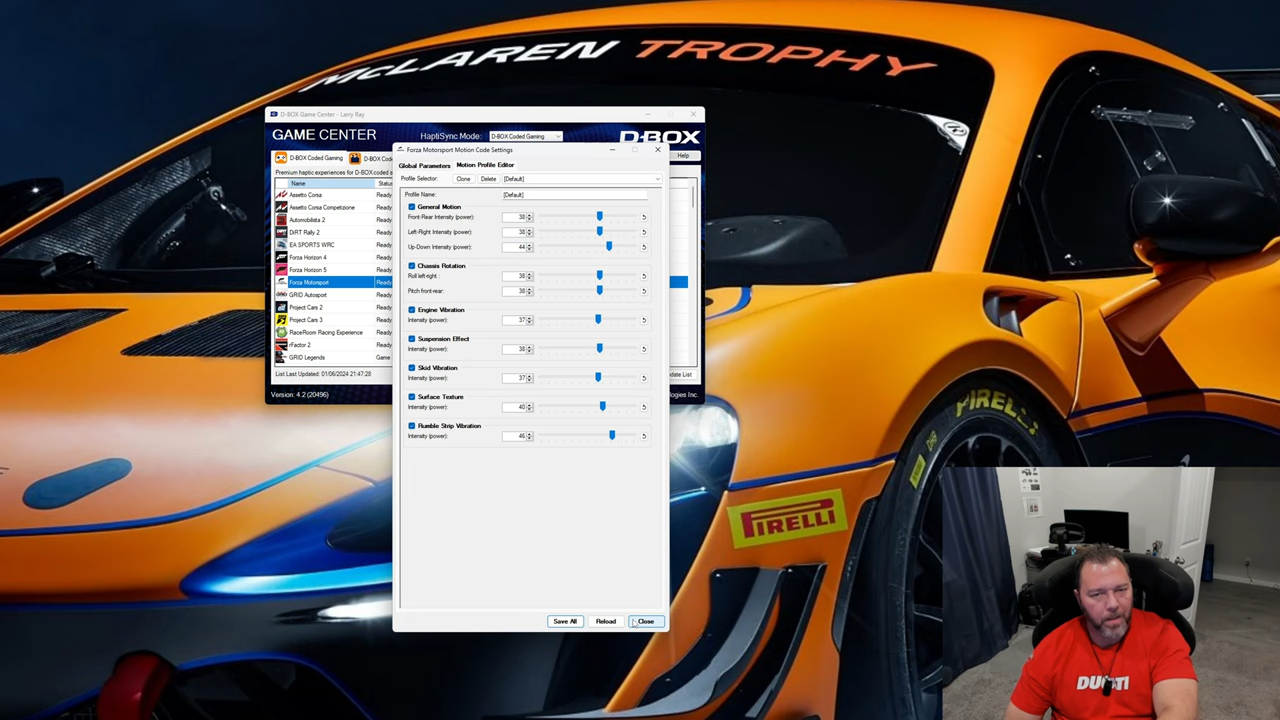 McLAREN TROPHY
D-BOX Game Center - Larry Ray
GAME CENTER
HaptiSync Mode: D-BOX Coded Gaming
D-BOX
D-BOX Coded Gaming
D-BOX Cod
Help
Premium haptic experiences for D-BOX coded a
Name Status
Assetto Corsa Ready
Assetto Corsa Competizione Ready
Automobilista 2 Ready
DiRT Rally 2 Ready
EA SPORTS WRC Ready
Forza Horizon 4 Ready
Forza Horizon 5 Ready
Forza Motorsport Ready
GRID Autosport Ready
Project Cars 2 Ready
Project Cars 3 Ready
RaceRoom Racing Experience Ready
rFactor 2 Ready
GRID Legends Game
List Last Updated: 01/06/2024 21:47:28
date List
Version: 4.2 (20496)
logies Inc.
Forza Motorsport Motion Code Settings
Global Parameters Motion Profile Editor
Profile Selector: Clone Delete [Default]
Profile Name: [Default]
General Motion
Front-Rear Intensity (power): 38
Left-Right Intensity (power): 38
Up-Down Intensity (power): 44
Chassis Rotation
Roll left-right : 38
Pitch front-rear: 38
Engine Vibration
Intensity (power): 37
Suspension Effect
Intensity (power): 38
Skid Vibration
Intensity (power): 37
Surface Texture
Intensity (power): 40
Rumble Strip Vibration
Intensity (power): 46
Save All Reload Close
PIRELLI
PIRELLI
DUCATI